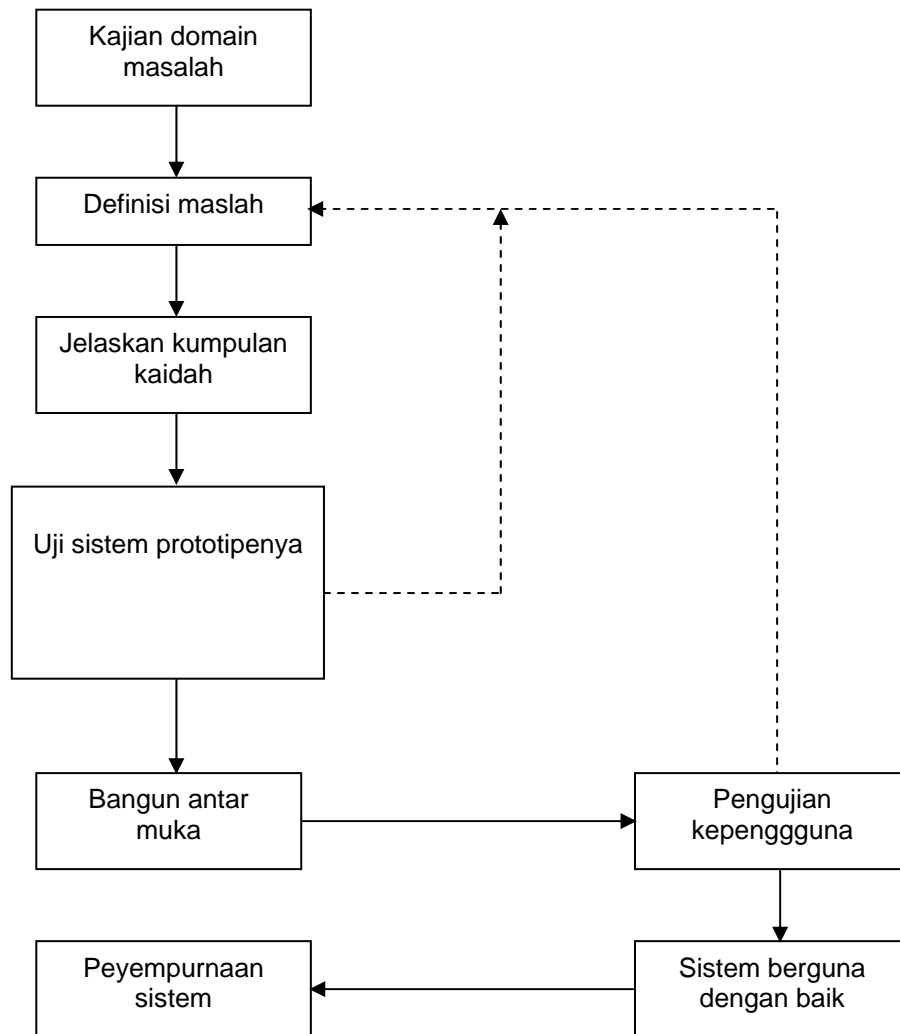 Kajian domain
masalah
Definisi maslah
Jelaskan kumpulan
kaidah
Uji sistem prototipenya
Bangun antar
muka
Pengujian
kepengguna
Sistem berguna
dengan baik
Peyempurnaan
sistem